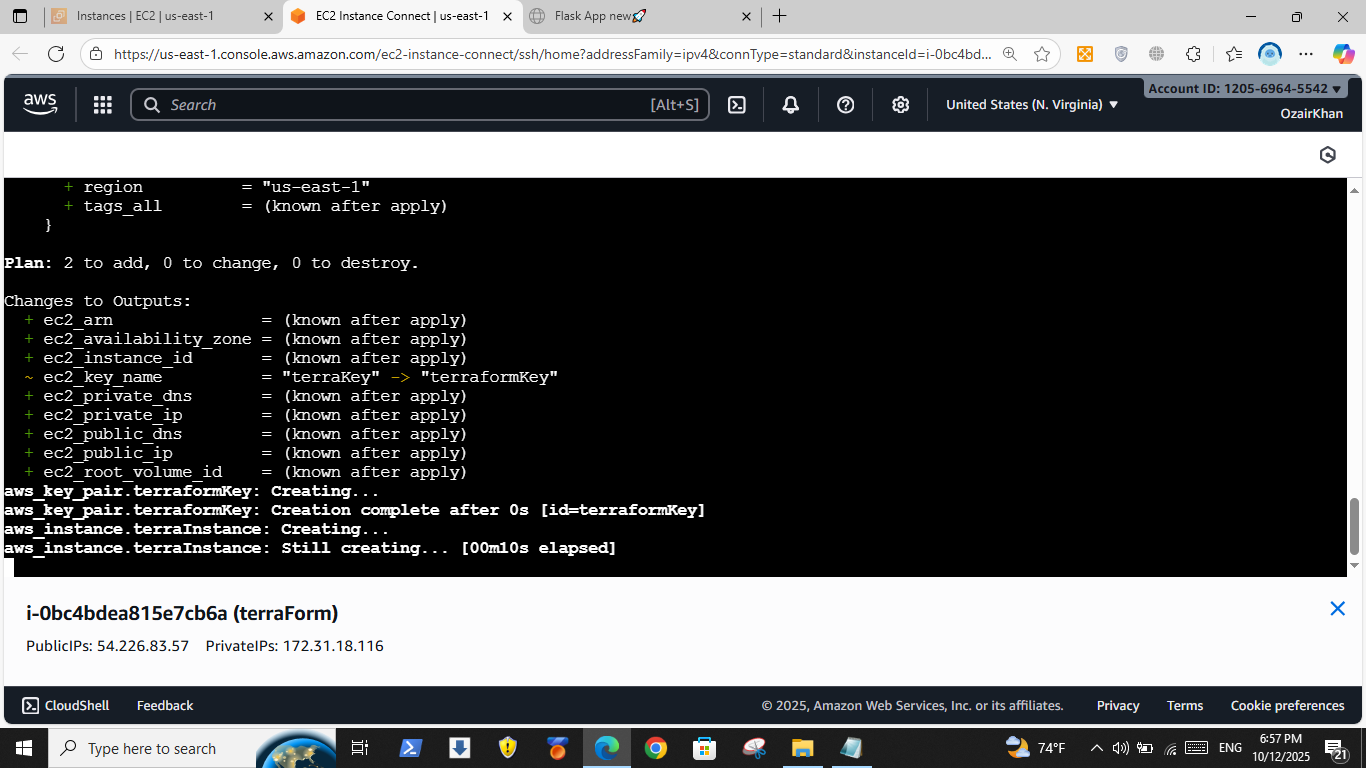 Instances | EC2 | us-east-1
EC2 Instance Connect | us-east-1
Flask App new🚀
https://us-east-1.console.aws.amazon.com/ec2-instance-connect/ssh/home?addressFamily=ipv4&connType=standard&instanceId=i-0bc4bd...
aws
Search
[Alt+S]
United States (N. Virginia) ▼
Account ID: 1205-6964-5542 ▼
OzairKhan
+ region = "us-east-1"
+ tags_all = (known after apply)
}
Plan: 2 to add, 0 to change, 0 to destroy.
Changes to Outputs:
+ ec2_arn = (known after apply)
+ ec2_availability_zone = (known after apply)
+ ec2_instance_id = (known after apply)
~ ec2_key_name = "terraKey" -> "terraformKey"
+ ec2_private_dns = (known after apply)
+ ec2_private_ip = (known after apply)
+ ec2_public_dns = (known after apply)
+ ec2_public_ip = (known after apply)
+ ec2_root_volume_id = (known after apply)
aws_key_pair.terraformKey: Creating...
aws_key_pair.terraformKey: Creation complete after 0s [id=terraformKey]
aws_instance.terraInstance: Creating...
aws_instance.terraInstance: Still creating... [00m10s elapsed]
i-0bc4bdea815e7cb6a (terraForm)
PublicIPs: 54.226.83.57 PrivateIPs: 172.31.18.116
CloudShell
Feedback
© 2025, Amazon Web Services, Inc. or its affiliates.
Privacy
Terms
Cookie preferences
Type here to search
74°F
ENG
6:57 PM
10/12/2025
21